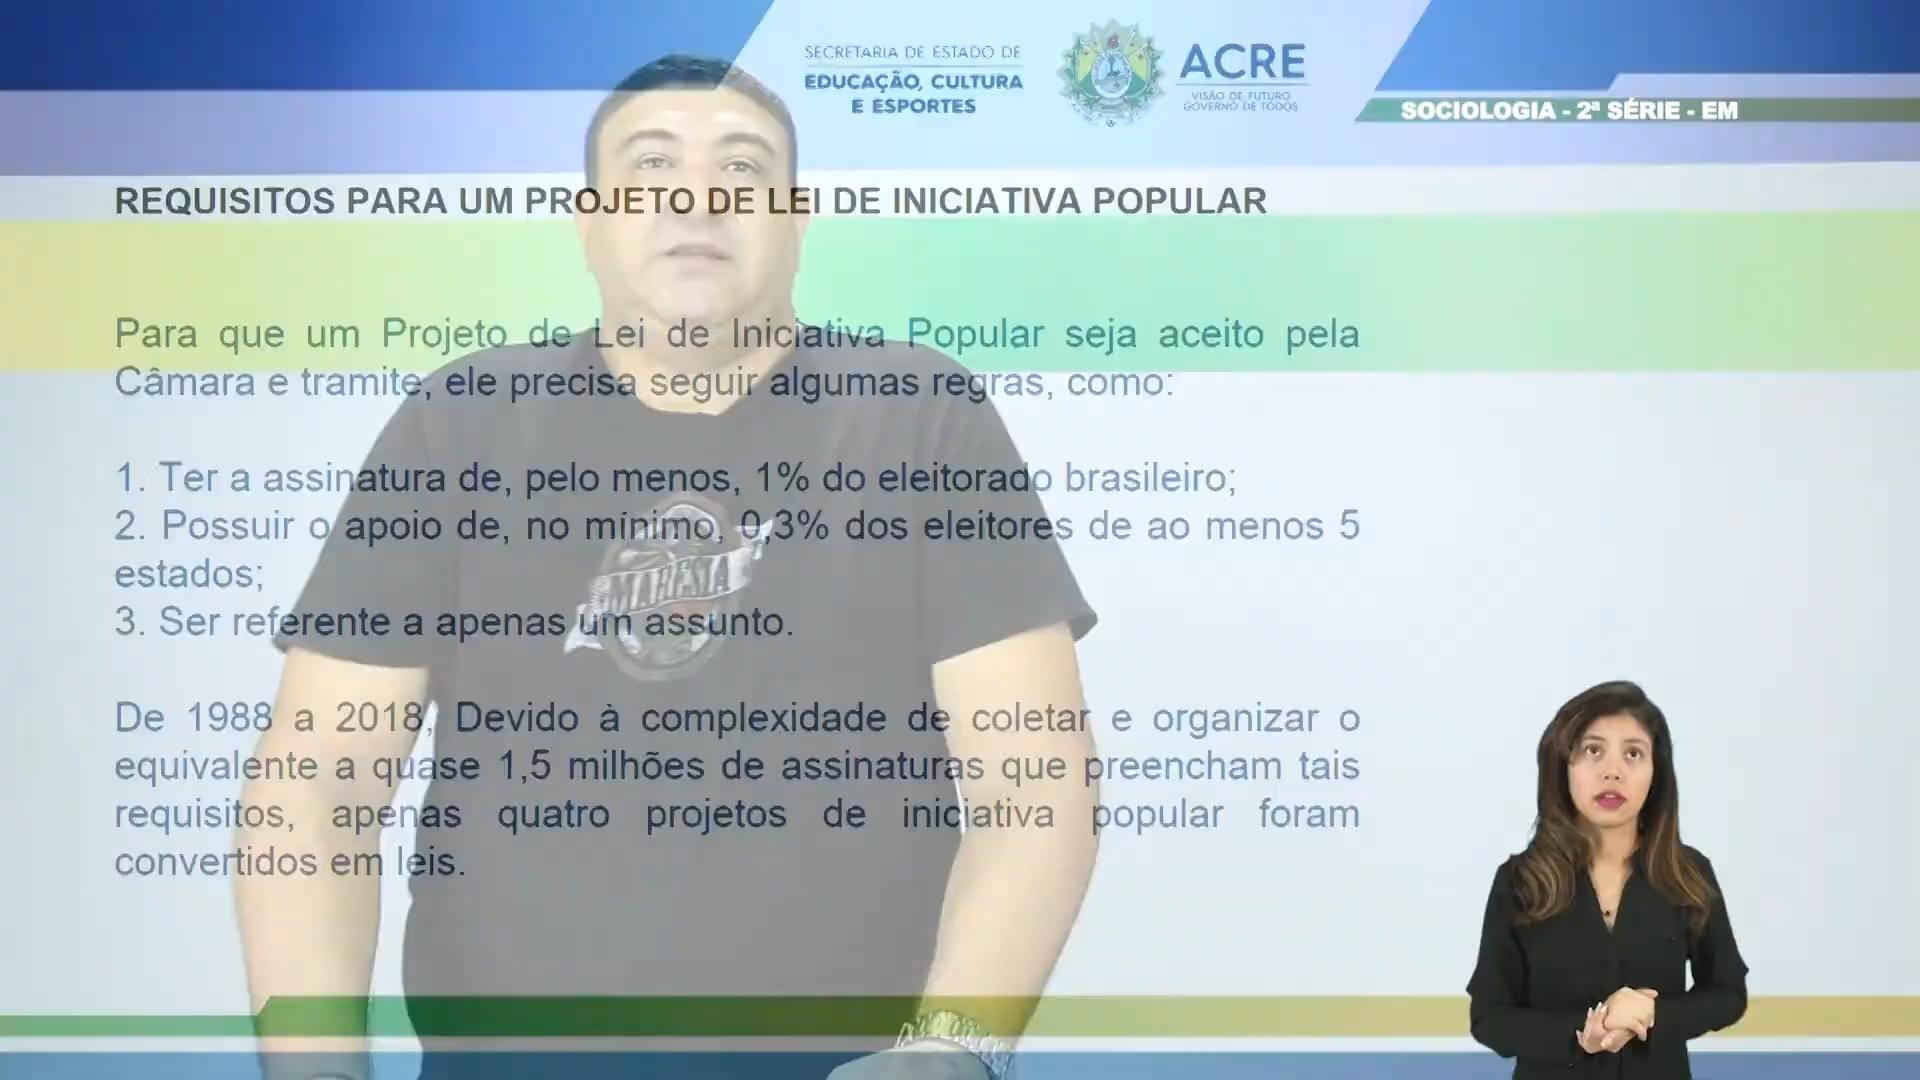 SECRETARIA DE ESTADO DE
EDUCAÇÃO, CULTURA
E ESPORTES
ACRE
VISÃO DE FUTURO
GOVERNO DE TODOS
SOCIOLOGIA - 2ª SÉRIE - EM
REQUISITOS PARA UM PROJETO DE LEI DE INICIATIVA POPULAR
Para que um Projeto de Lei de Iniciativa Popular seja aceito pela
Câmara e tramite, ele precisa seguir algumas regras, como:
1. Ter a assinatura de, pelo menos, 1% do eleitorado brasileiro;
2. Possuir o apoio de, no mínimo, 0,3% dos eleitores de ao menos 5
estados;
3. Ser referente a apenas um assunto.
De 1988 a 2018, Devido à complexidade de coletar e organizar o
equivalente a quase 1,5 milhões de assinaturas que preencham tais
requisitos, apenas quatro projetos de iniciativa popular foram
convertidos em leis.